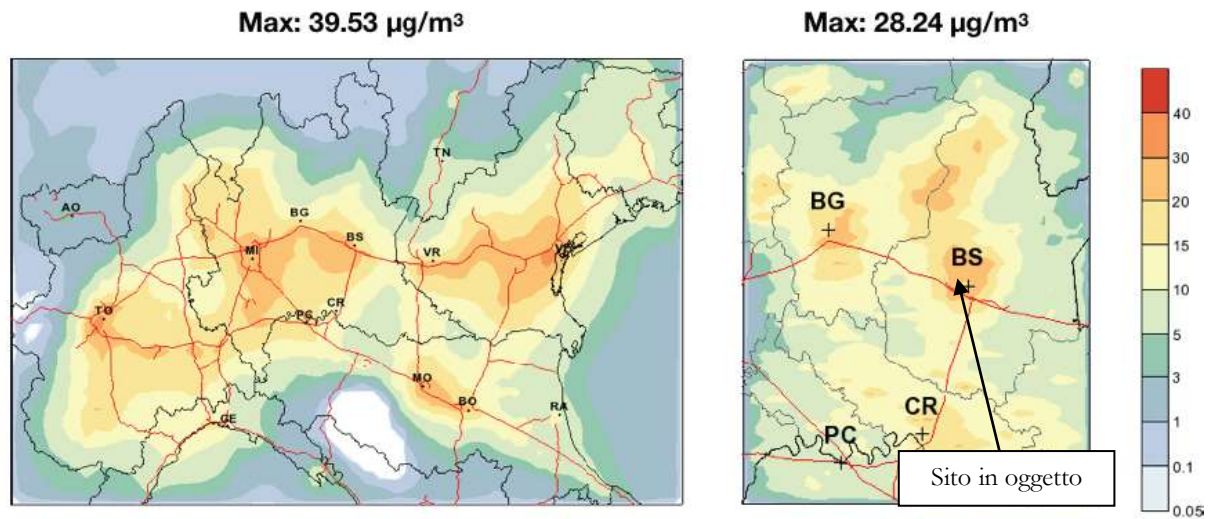 Max: 39.53 µg/m³
Max: 28.24 µg/m³
AO
TN
BG
BS
MI
VR
VE
TO
PC
CR
MO
BO
GE
RA
BG
BS
CR
PC
Sito in oggetto
40
30
20
15
10
5
3
1
0.1
0.05